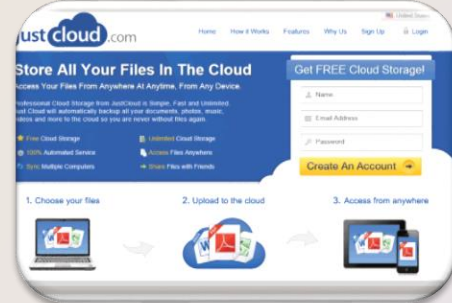 United States
just cloud.com
Home How it Works Features Why Us Sign Up Login
Store All Your Files In The Cloud
Access Your Files From Anywhere At Anytime, From Any Device.
Professional Cloud Storage from JustCloud is Simple, Fast and Unlimited.
Just Cloud will automatically backup all your documents, photos, music,
videos and more to the cloud so you are never without files again.
Free Cloud Storage Unlimited Cloud Storage
100% Automated Service Access Files Anywhere
Sync Multiple Computers Share Files with Friends
Get FREE Cloud Storage!
Name
Email Address
Password
Create An Account
1. Choose your files 2. Upload to the cloud 3. Access from anywhere